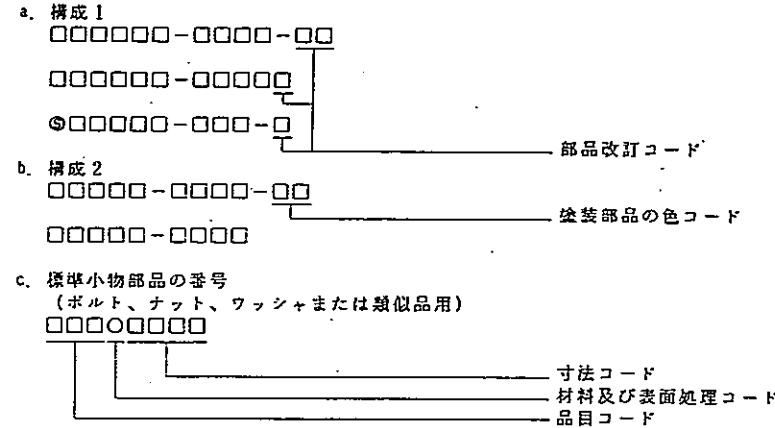 a. 構成1
□□□□□□-□□□□-□□
□□□□□□-□□□□□
Ⓢ□□□□□-□□□-□
部品改訂コード
b. 構成2
□□□□□-□□□□-□□
塗装部品の色コード
□□□□□-□□□□
c. 標準小物部品の番号
(ボルト、ナット、ワッシャまたは類似品用)
□□□○□□□□
寸法コード
材料及び表面処理コード
品目コード